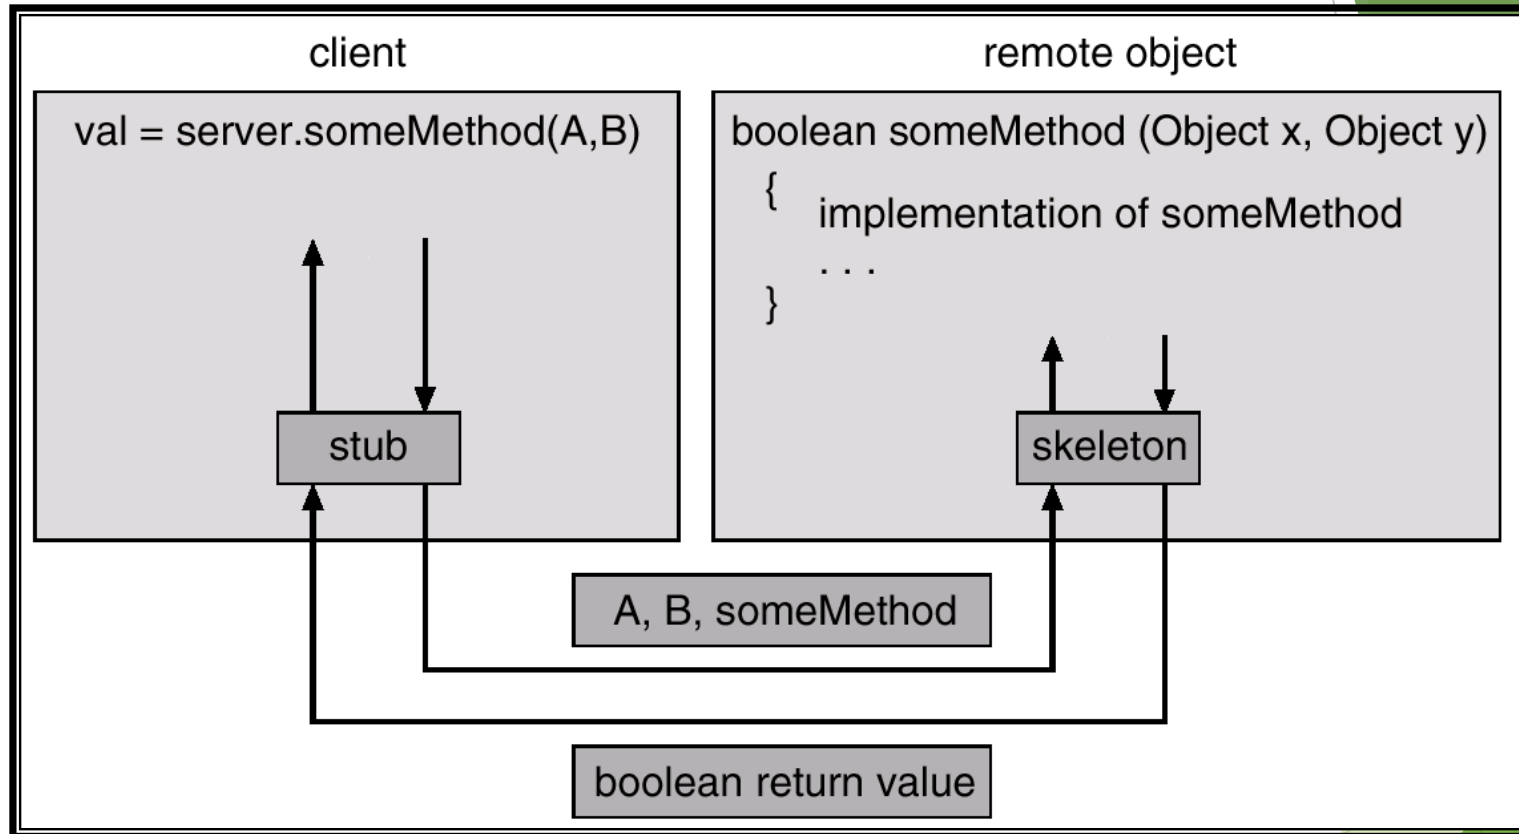 client
remote object
val = server.someMethod(A,B)
boolean someMethod (Object x, Object y)
{
implementation of someMethod
. . .
}
stub
skeleton
A, B, someMethod
boolean return value